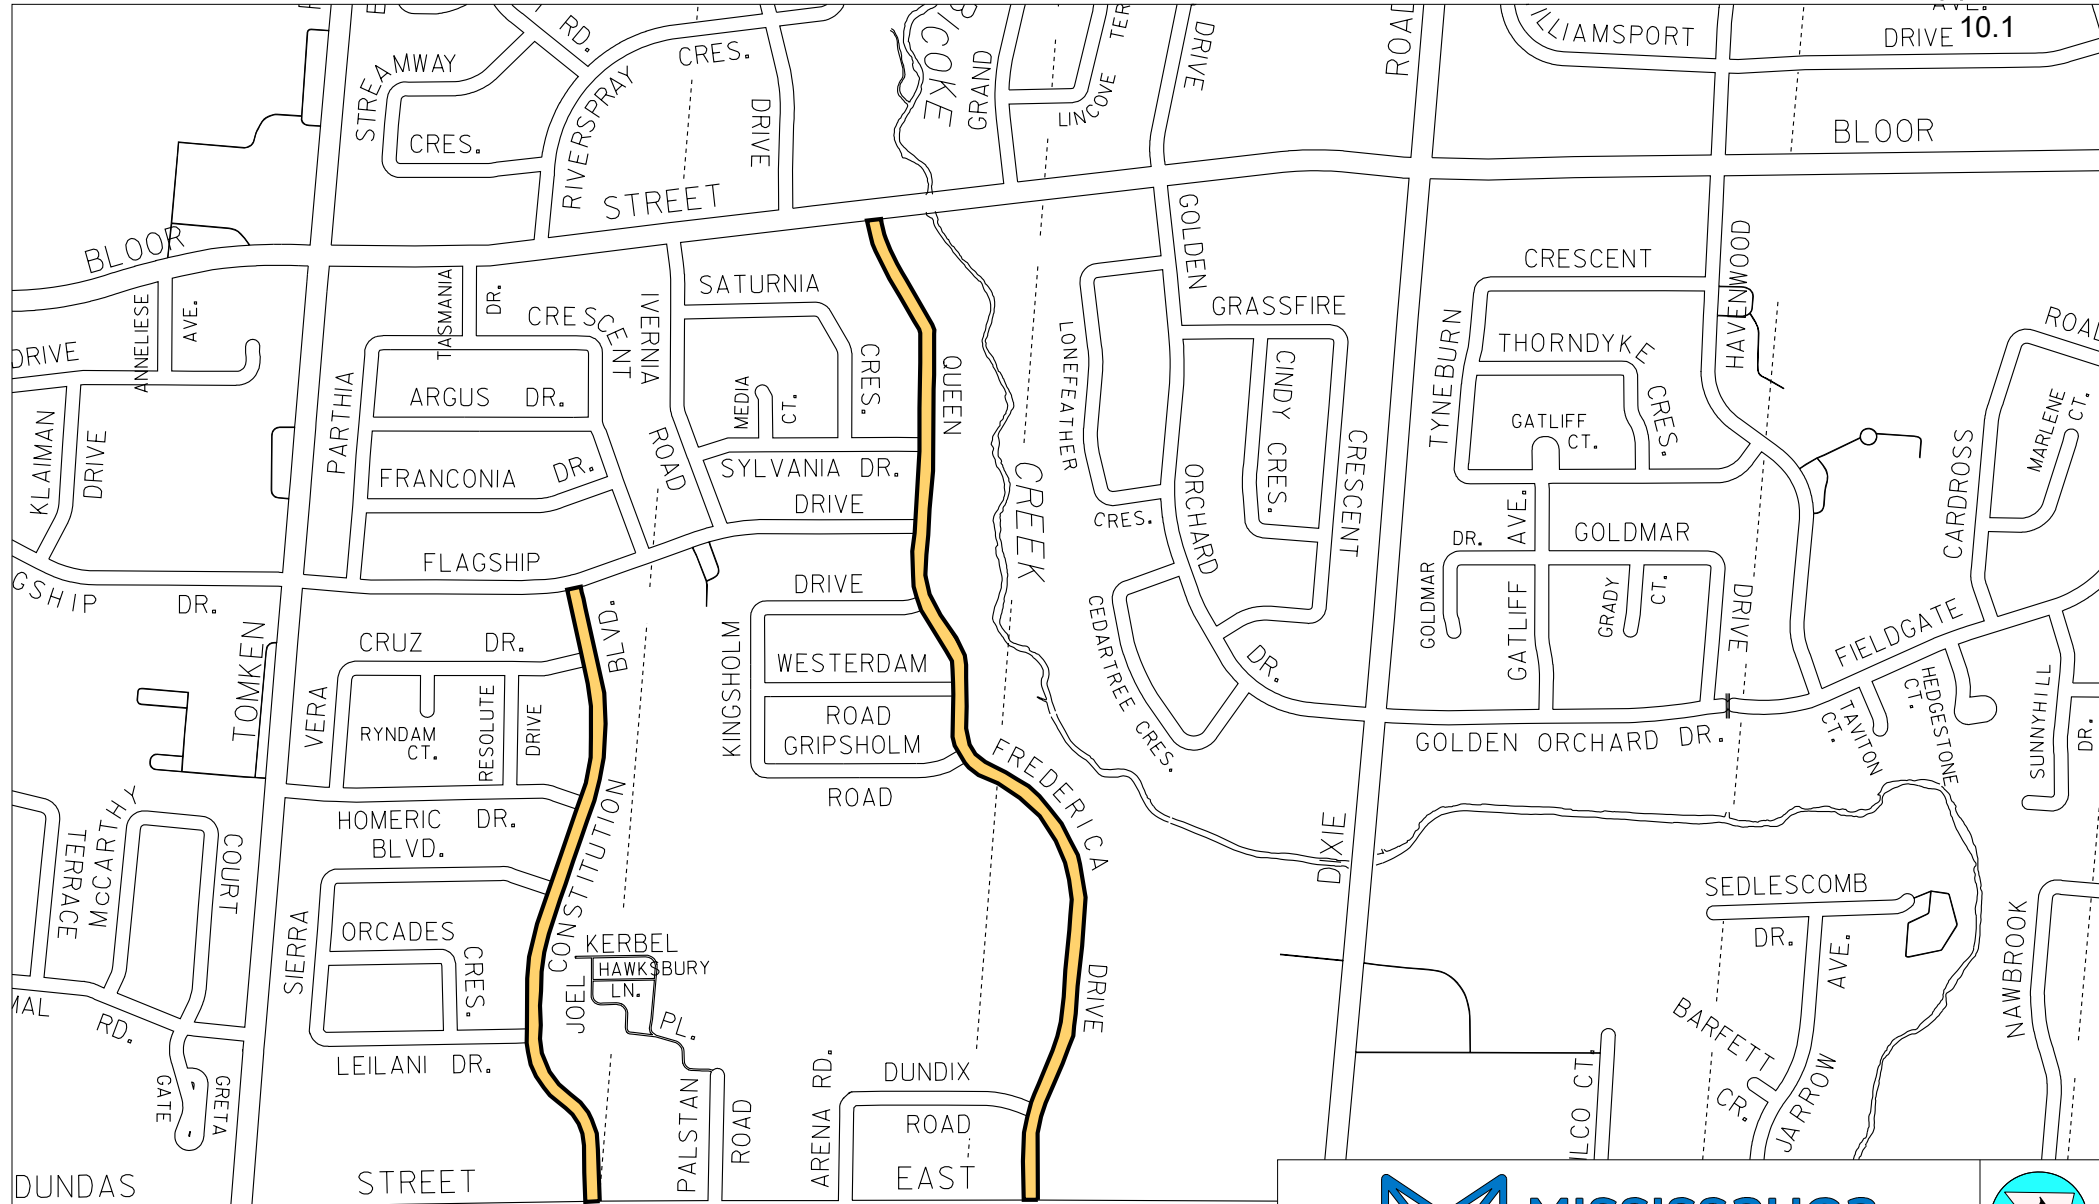 10.1
WILLIAMSPORT
DRIVE
AVE.
RD.
CRES.
STREAMWAY
CRES.
RIVERSPRAY
DRIVE
GRAND
LINCOVE
TER
DRIVE
ROAD
BLOOR
STREET
BLOOR
ANNELIESE
AVE.
DRIVE
KLAIMAN
DRIVE
TASMANIA
DR.
CRESCENT
IVERNIA
ROAD
SATURNIA
CRES.
MEDIA
CT.
QUEEN
PARTHIA
ARGUS DR.
FRANCONIA DR.
SYLVANIA DR.
DRIVE
FLAGSHIP
DR.
CREEK
GOLDEN
LONEFEATHER
CRES.
ORCHARD
DR.
GRASSFIRE
CINDY CRES.
CRESCENT
TYNEBURN
CRESCENT
THORNDYKE
CRES.
GATLIFF
CT.
HAVENWOOD
DRIVE
ROAD
MARLENE
CT.
CARDROSS
GOLDMAR
DR.
GOLDMAR
GATLIFF AVE.
GRADY
CT.
FIELDGATE
TOMKEN
CRUZ DR.
VERA
RYNDAM
CT.
RESOLUTE
DRIVE
BLVD.
CONSTITUTION
KINGSHOLM
DRIVE
WESTERDAM
ROAD
GRIPSHOLM
ROAD
FREDERICA
DRIVE
CEDARTREE CRES.
GOLDEN ORCHARD DR.
TAVITON
CT.
HEDGESTONE
CT.
SUNNYHILL
DR.
DIXIE
HOMERIC DR.
BLVD.
TERRACE
McCARTHY
COURT
SIERRA
ORCADES
CRES.
LEILANI DR.
JOEL
KERBEL
HAWKSBURY
LN.
PL.
PALSTAN
ROAD
ARENA RD.
DUNDIX
ROAD
RD.
GATE
GRETA
SEDLESCOMB
DR.
AVE.
JARROW
BARFETT
CR.
NAWBROOK
CT.
DUNDAS
STREET
EAST
MISSISSAUGA